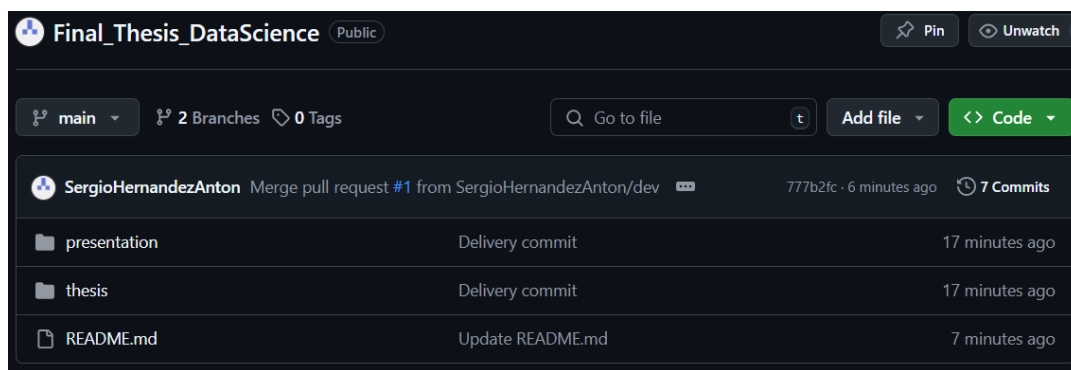 Final_Thesis_DataScience Public Pin Unwatch
main 2 Branches 0 Tags Go to file t Add file <> Code
SergioHernandezAnton Merge pull request #1 from SergioHernandezAnton/dev 777b2fc · 6 minutes ago 7 Commits
presentation Delivery commit 17 minutes ago
thesis Delivery commit 17 minutes ago
README.md Update README.md 7 minutes ago